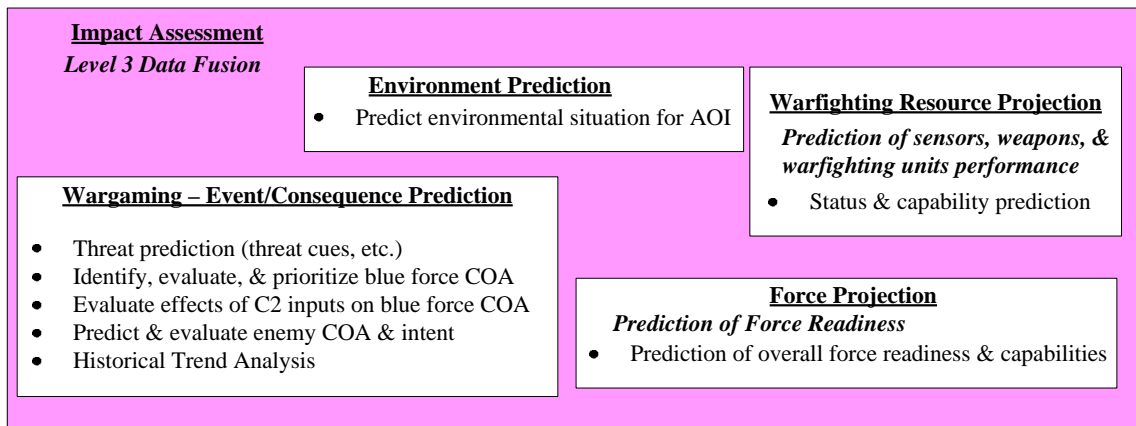 Impact Assessment
Level 3 Data Fusion
Environment Prediction
• Predict environmental situation for AOI
Warfighting Resource Projection
Prediction of sensors, weapons, &
warfighting units performance
• Status & capability prediction
Wargaming – Event/Consequence Prediction
• Threat prediction (threat cues, etc.)
• Identify, evaluate, & prioritize blue force COA
• Evaluate effects of C2 inputs on blue force COA
• Predict & evaluate enemy COA & intent
• Historical Trend Analysis
Force Projection
Prediction of Force Readiness
• Prediction of overall force readiness & capabilities